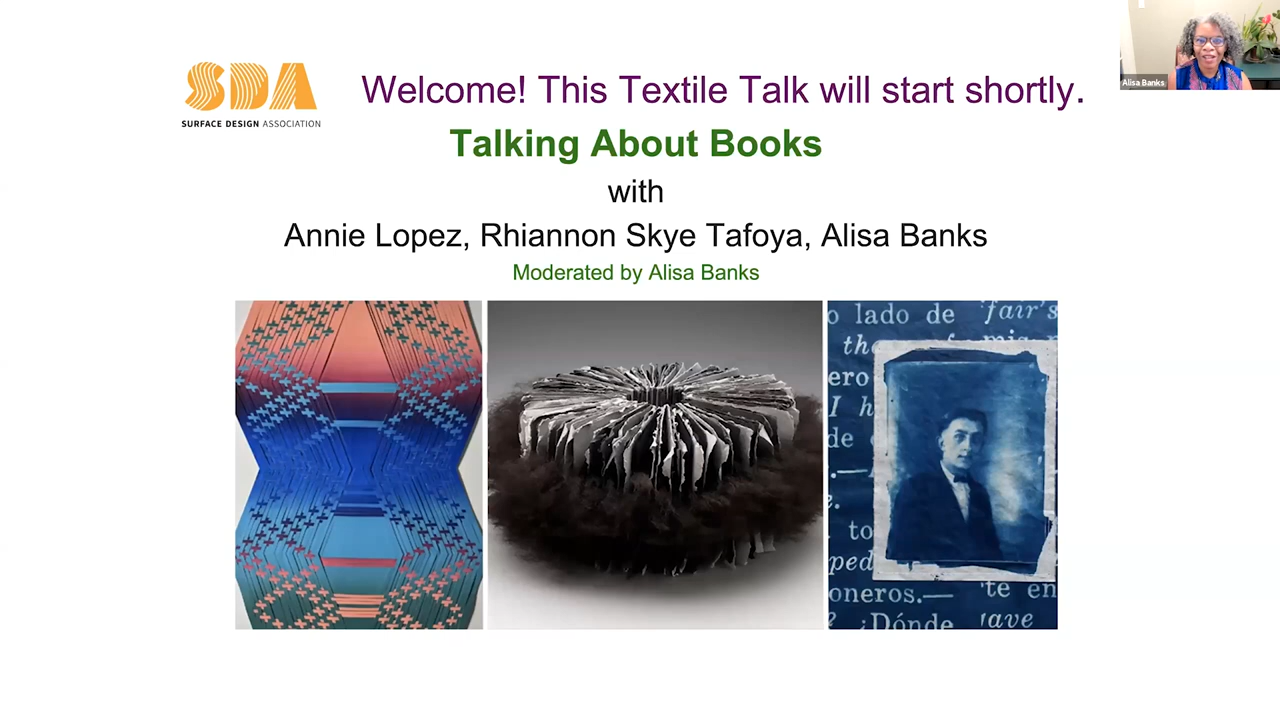 SDA
SURFACE DESIGN ASSOCIATION
Welcome! This Textile Talk will start shortly.
Talking About Books
with
Annie Lopez, Rhiannon Skye Tafoya, Alisa Banks
Moderated by Alisa Banks
Alisa Banks
o lado de
fair's
the
ero
I h
de
.—
e.
to
ped
oneros.—
te en
? ¿Dónde
ave